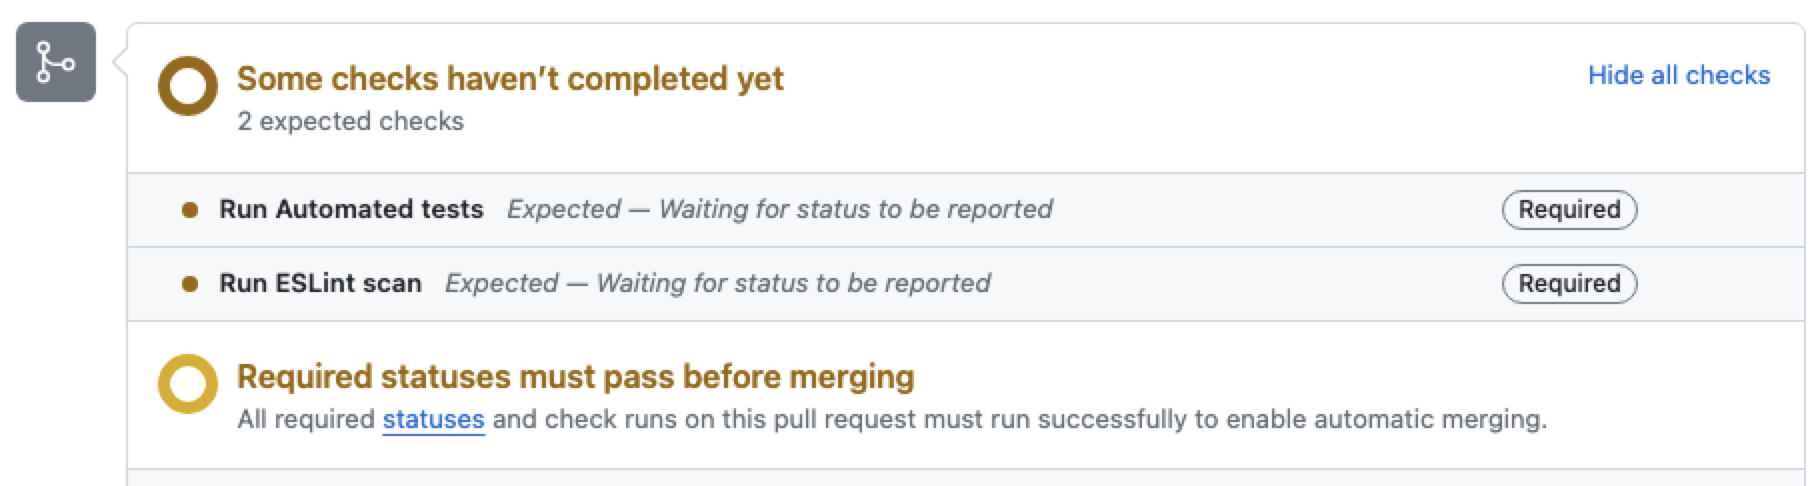 Some checks haven’t completed yet
Hide all checks
2 expected checks
Run Automated tests Expected — Waiting for status to be reported Required
Run ESLint scan Expected — Waiting for status to be reported Required
Required statuses must pass before merging
All required statuses and check runs on this pull request must run successfully to enable automatic merging.